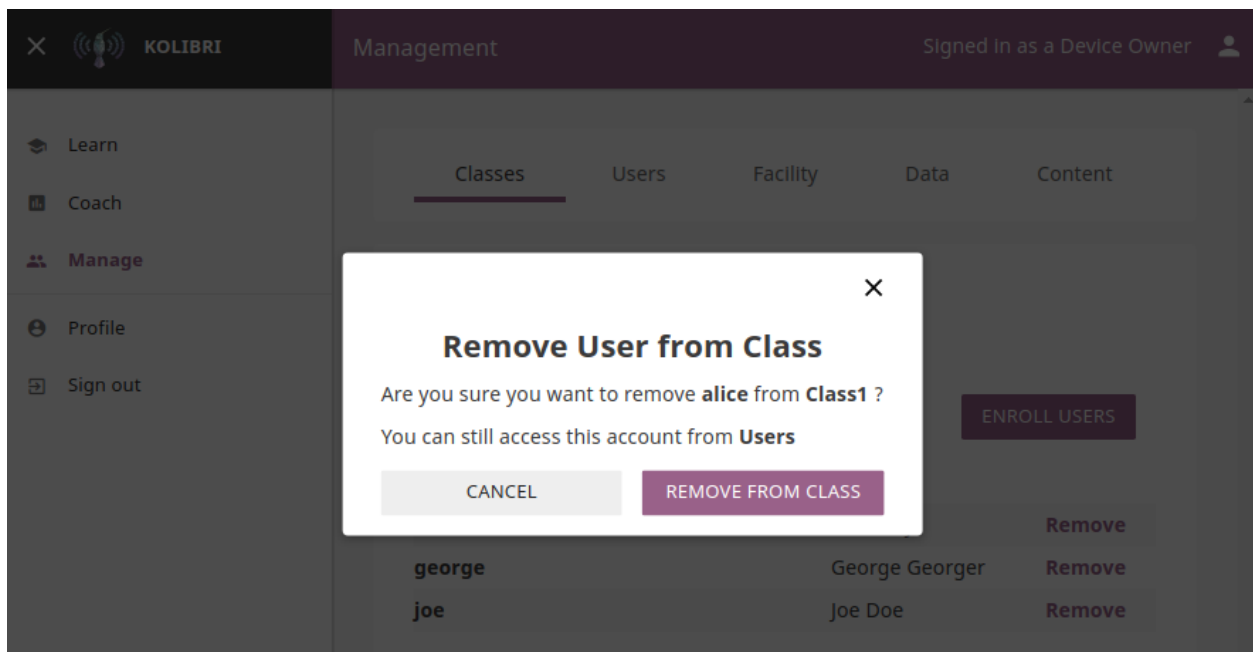 KOLIBRI
Management
Signed in as a Device Owner
Learn
Coach
Manage
Profile
Sign out
Classes Users Facility Data Content
ENROLL USERS
Remove User from Class
Are you sure you want to remove alice from Class1 ?
You can still access this account from Users
CANCEL REMOVE FROM CLASS
Remove
george George Georger Remove
joe Joe Doe Remove